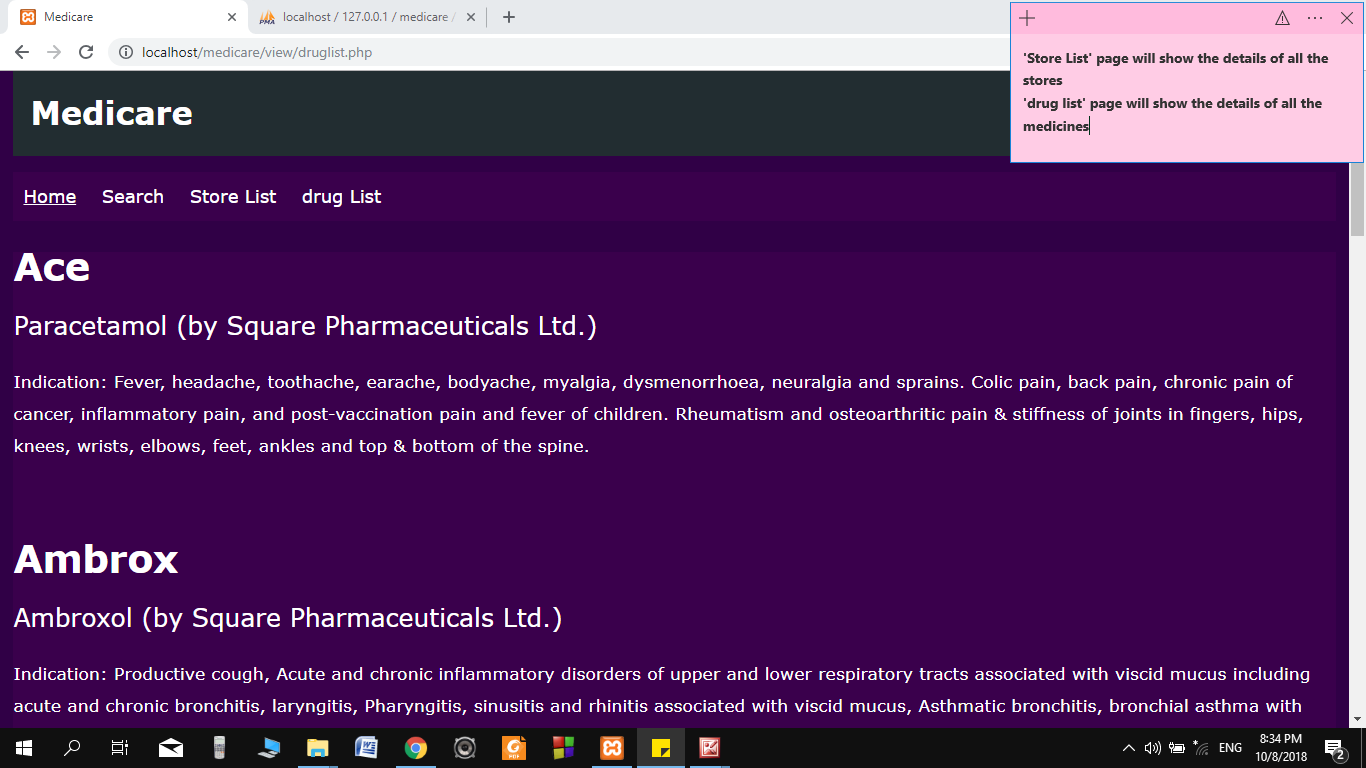 Medicare
localhost / 127.0.0.1 / medicare /
localhost/medicare/view/druglist.php
'Store List' page will show the details of all the
stores
'drug list' page will show the details of all the
medicines
Medicare
Home Search Store List drug List
Ace
Paracetamol (by Square Pharmaceuticals Ltd.)
Indication: Fever, headache, toothache, earache, bodyache, myalgia, dysmenorrhoea, neuralgia and sprains. Colic pain, back pain, chronic pain of
cancer, inflammatory pain, and post-vaccination pain and fever of children. Rheumatism and osteoarthritic pain & stiffness of joints in fingers, hips,
knees, wrists, elbows, feet, ankles and top & bottom of the spine.
Ambrox
Ambroxol (by Square Pharmaceuticals Ltd.)
Indication: Productive cough, Acute and chronic inflammatory disorders of upper and lower respiratory tracts associated with viscid mucus including
acute and chronic bronchitis, laryngitis, Pharyngitis, sinusitis and rhinitis associated with viscid mucus, Asthmatic bronchitis, bronchial asthma with
ENG
8:34 PM
10/8/2018
2